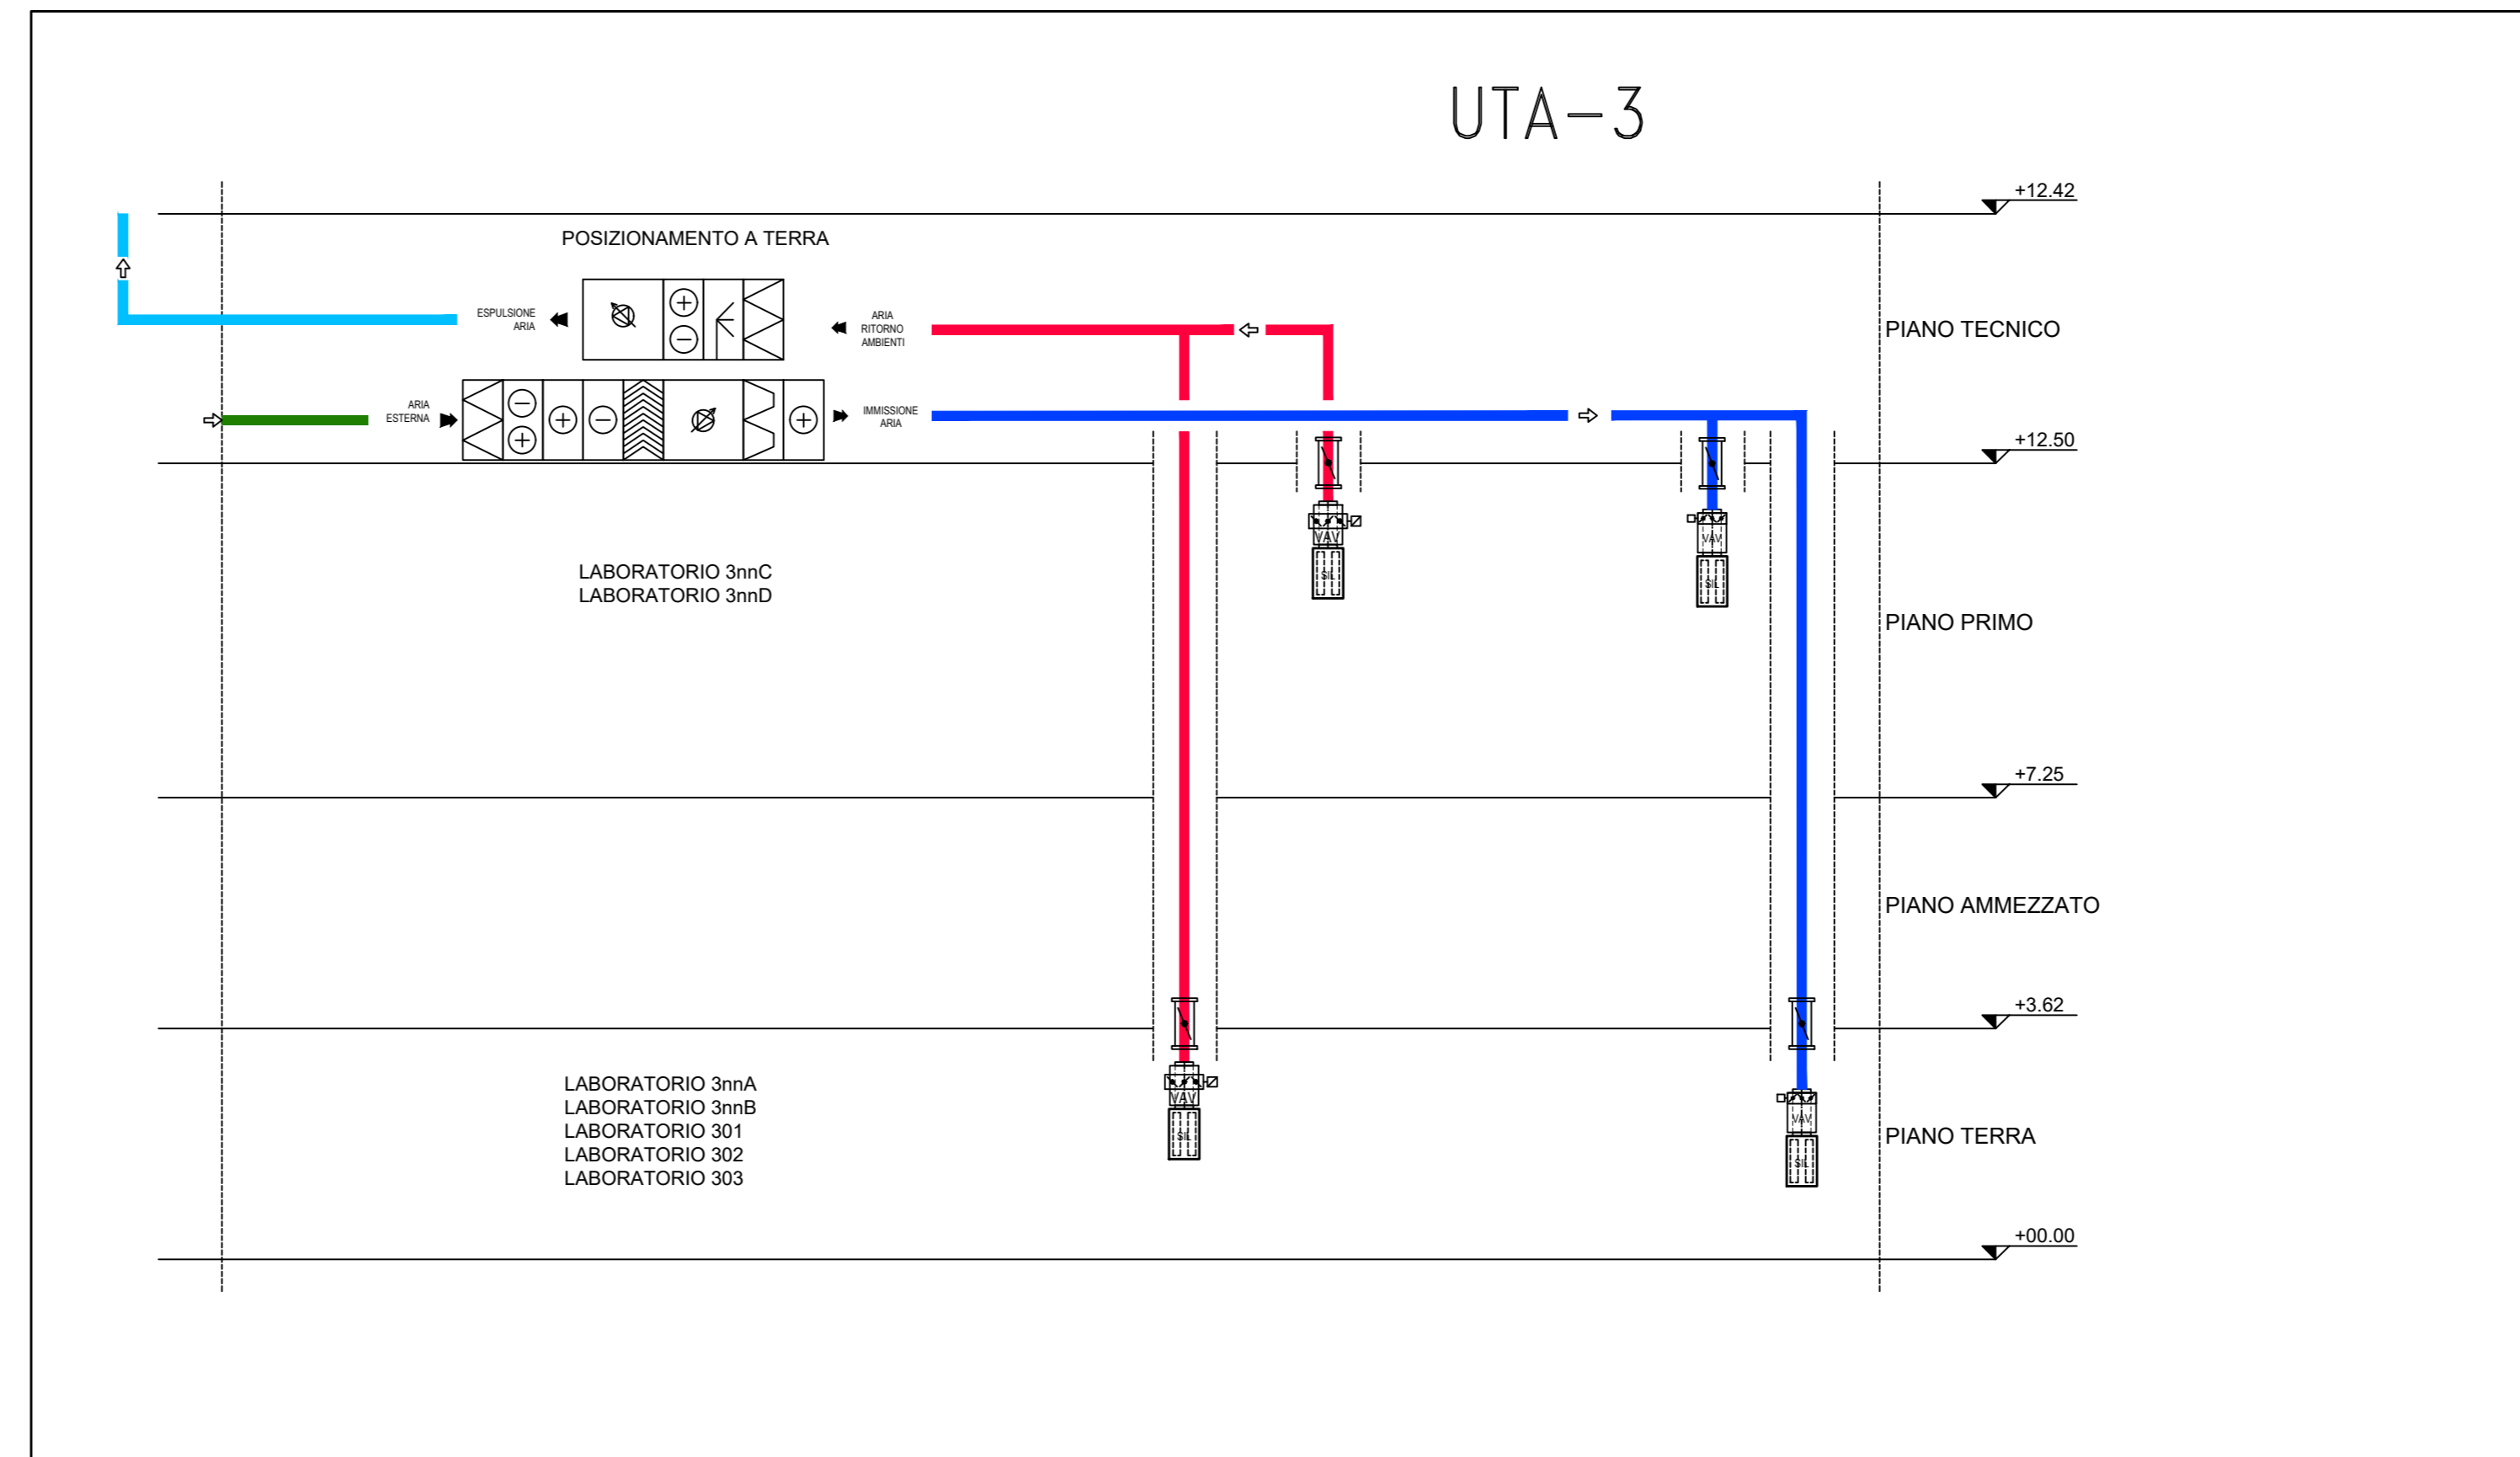 UTA-3
+12.42
POSIZIONAMENTO A TERRA
ESPULSIONE
ARIA
ARIA
RITORNO
AMBIENTI
PIANO TECNICO
ARIA
ESTERNA
IMMISSIONE
ARIA
+12.50
VAV
SIL
VAV
SIL
LABORATORIO 3nnC
LABORATORIO 3nnD
PIANO PRIMO
+7.25
PIANO AMMEZZATO
+3.62
LABORATORIO 3nnA
LABORATORIO 3nnB
LABORATORIO 301
LABORATORIO 302
LABORATORIO 303
VAV
SIL
VAV
SIL
PIANO TERRA
+00.00